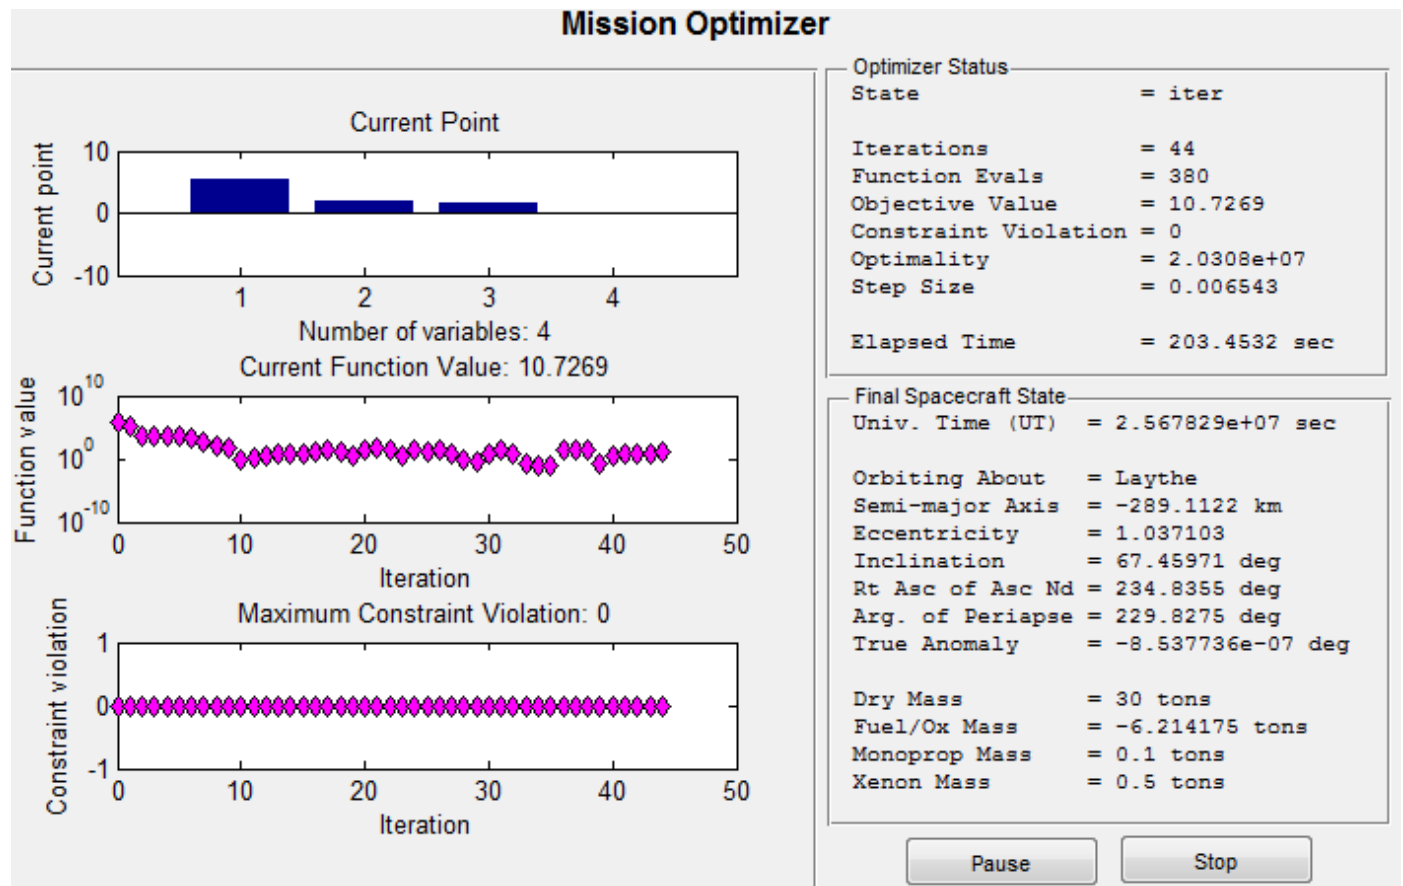 Mission Optimizer
Current Point
Current point
10
0
-10
1 2 3 4
Number of variables: 4
Current Function Value: 10.7269
Function value
10^10
10^0
10^-10
0 10 20 30 40 50
Iteration
Maximum Constraint Violation: 0
Constraint violation
1
0
-1
0 10 20 30 40 50
Iteration
Optimizer Status
State = iter
Iterations = 44
Function Evals = 380
Objective Value = 10.7269
Constraint Violation = 0
Optimality = 2.0308e+07
Step Size = 0.006543
Elapsed Time = 203.4532 sec
Final Spacecraft State
Univ. Time (UT) = 2.567829e+07 sec
Orbiting About = Laythe
Semi-major Axis = -289.1122 km
Eccentricity = 1.037103
Inclination = 67.45971 deg
Rt Asc of Asc Nd = 234.8355 deg
Arg. of Periapse = 229.8275 deg
True Anomaly = -8.537736e-07 deg
Dry Mass = 30 tons
Fuel/Ox Mass = -6.214175 tons
Monoprop Mass = 0.1 tons
Xenon Mass = 0.5 tons
Pause Stop